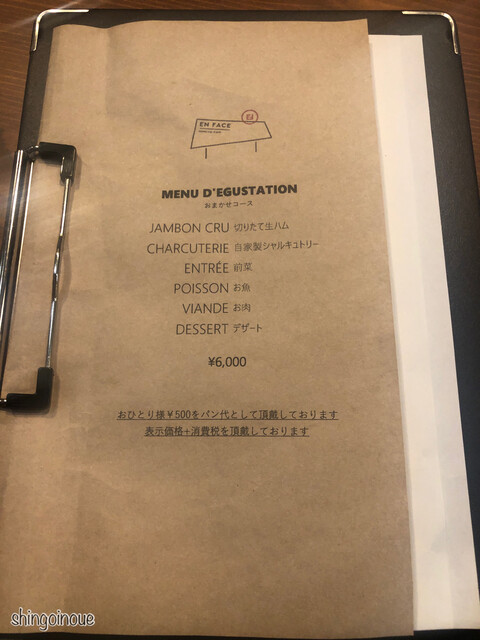 EN FACE
MENU D'EGUSTATION
おまかせコース
JAMBON CRU 切りたて生ハム
CHARCUTERIE 自家製シャルキュトリー
ENTRÉE 前菜
POISSON お魚
VIANDE お肉
DESSERT デザート
¥6,000
おひとり様¥500をパン代として頂戴しております
表示価格+消費税を頂戴しております
shingoinoue